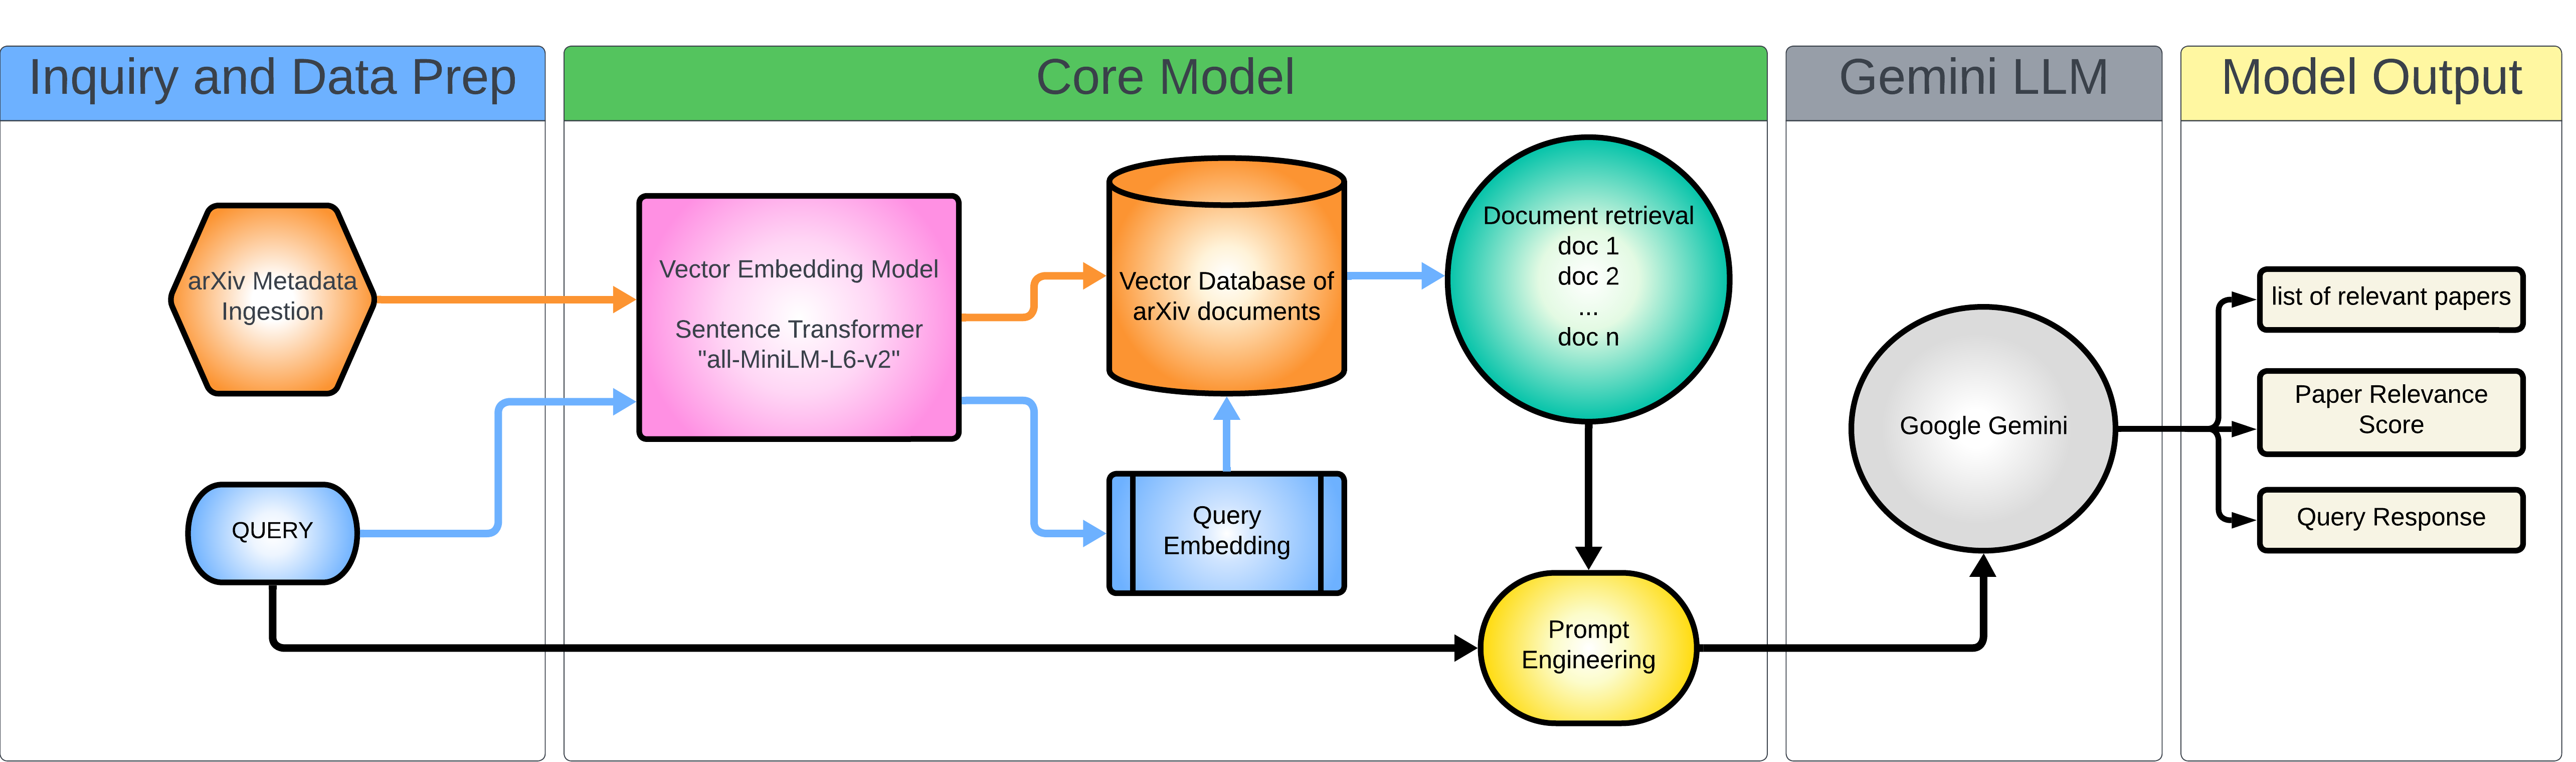 Inquiry and Data Prep
Core Model
Gemini LLM
Model Output
arXiv Metadata
Ingestion
QUERY
Vector Embedding Model
Sentence Transformer
"all-MiniLM-L6-v2"
Vector Database of
arXiv documents
Query
Embedding
Document retrieval
doc 1
doc 2
...
doc n
Prompt
Engineering
Google Gemini
list of relevant papers
Paper Relevance
Score
Query Response